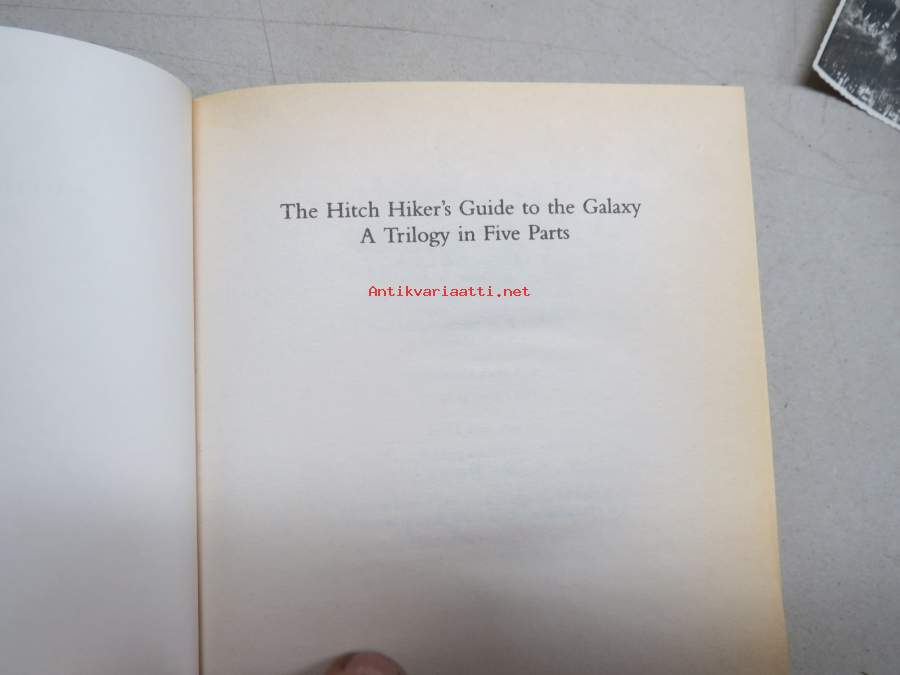 The Hitch Hiker's Guide to the Galaxy
A Trilogy in Five Parts
Antikvariaatti.net